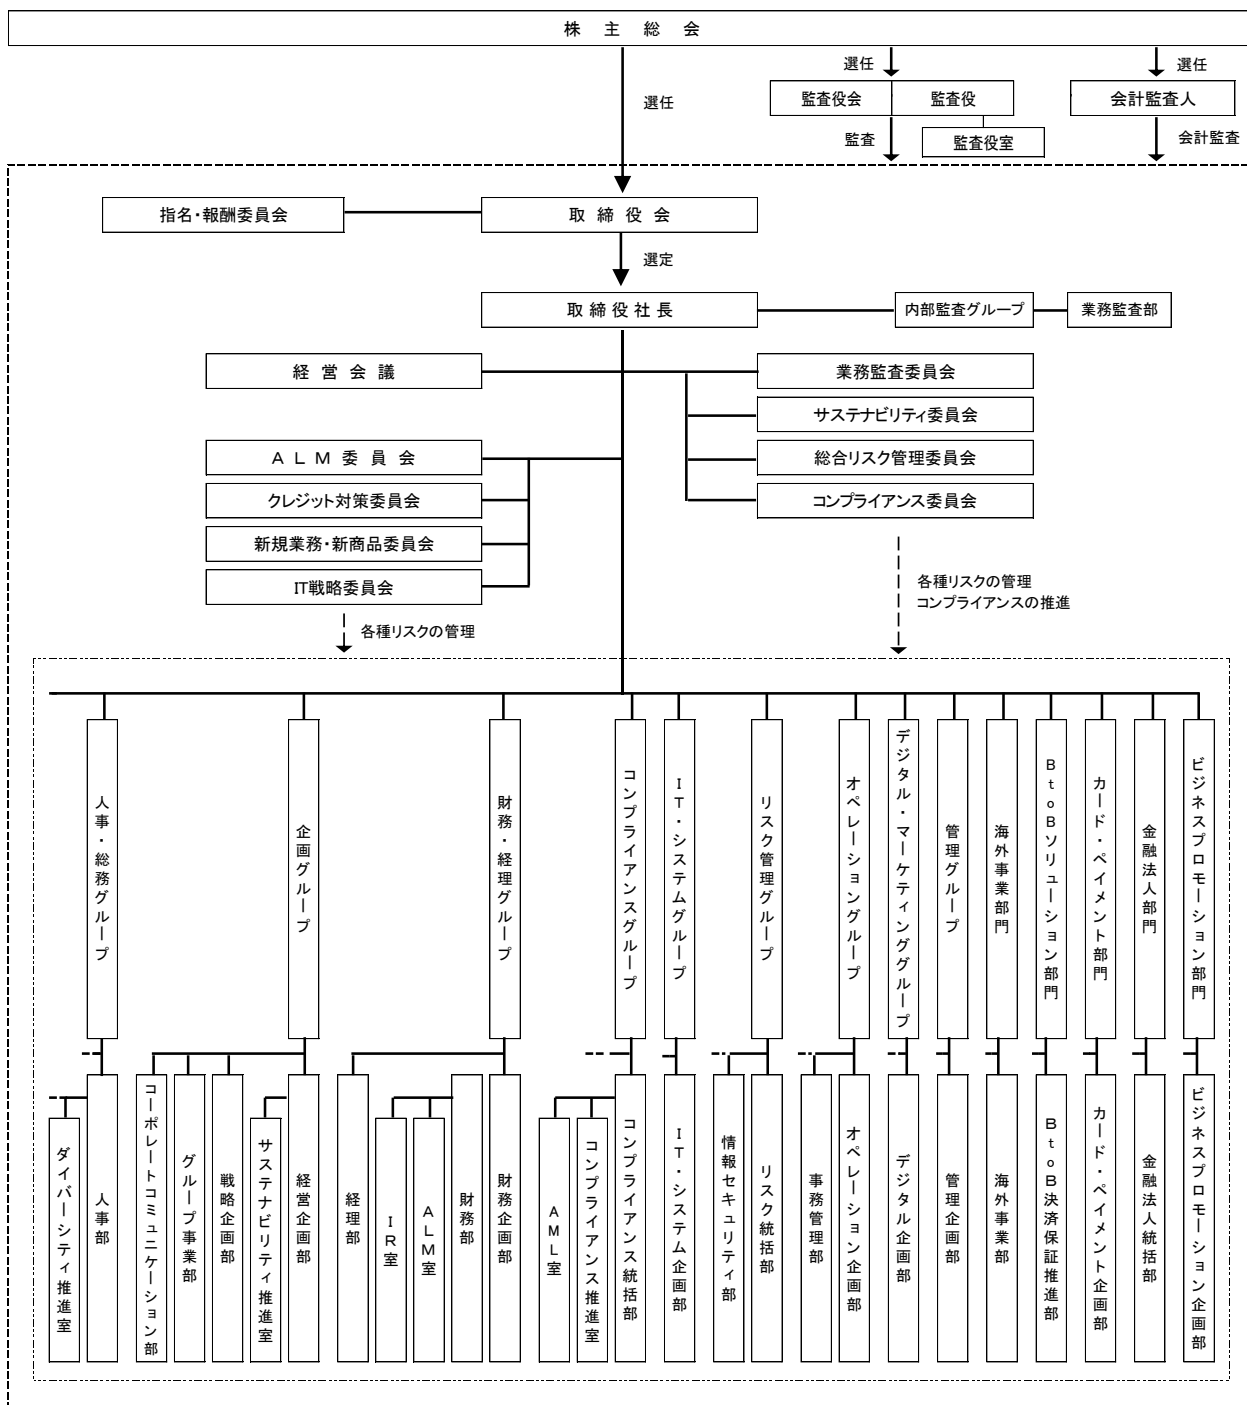 株主総会
選任
選任
選任
監査役会
監査役
会計監査人
監査
監査役室
会計監査
指名・報酬委員会
取締役会
選定
取締役社長
内部監査グループ
業務監査部
経営会議
業務監査委員会
サステナビリティ委員会
ALM委員会
総合リスク管理委員会
クレジット対策委員会
コンプライアンス委員会
新規業務・新商品委員会
IT戦略委員会
各種リスクの管理
コンプライアンスの推進
各種リスクの管理
人事・総務グループ
企画グループ
財務・経理グループ
コンプライアンスグループ
IT・システムグループ
リスク管理グループ
オペレーショングループ
デジタル・マーケティンググループ
管理グループ
海外事業部門
BtoBソリューション部門
カード・ペイメント部門
金融法人部門
ビジネスプロモーション部門
ダイバーシティ推進室
人事部
コーポレートコミュニケーション部
グループ事業部
戦略企画部
サステナビリティ推進室
経営企画部
経理部
IR室
ALM室
財務部
財務企画部
AML室
コンプライアンス推進室
コンプライアンス統括部
IT・システム企画部
情報セキュリティ部
リスク統括部
事務管理部
オペレーション企画部
デジタル企画部
管理企画部
海外事業部
BtoB決済保証推進部
カード・ペイメント企画部
金融法人統括部
ビジネスプロモーション企画部